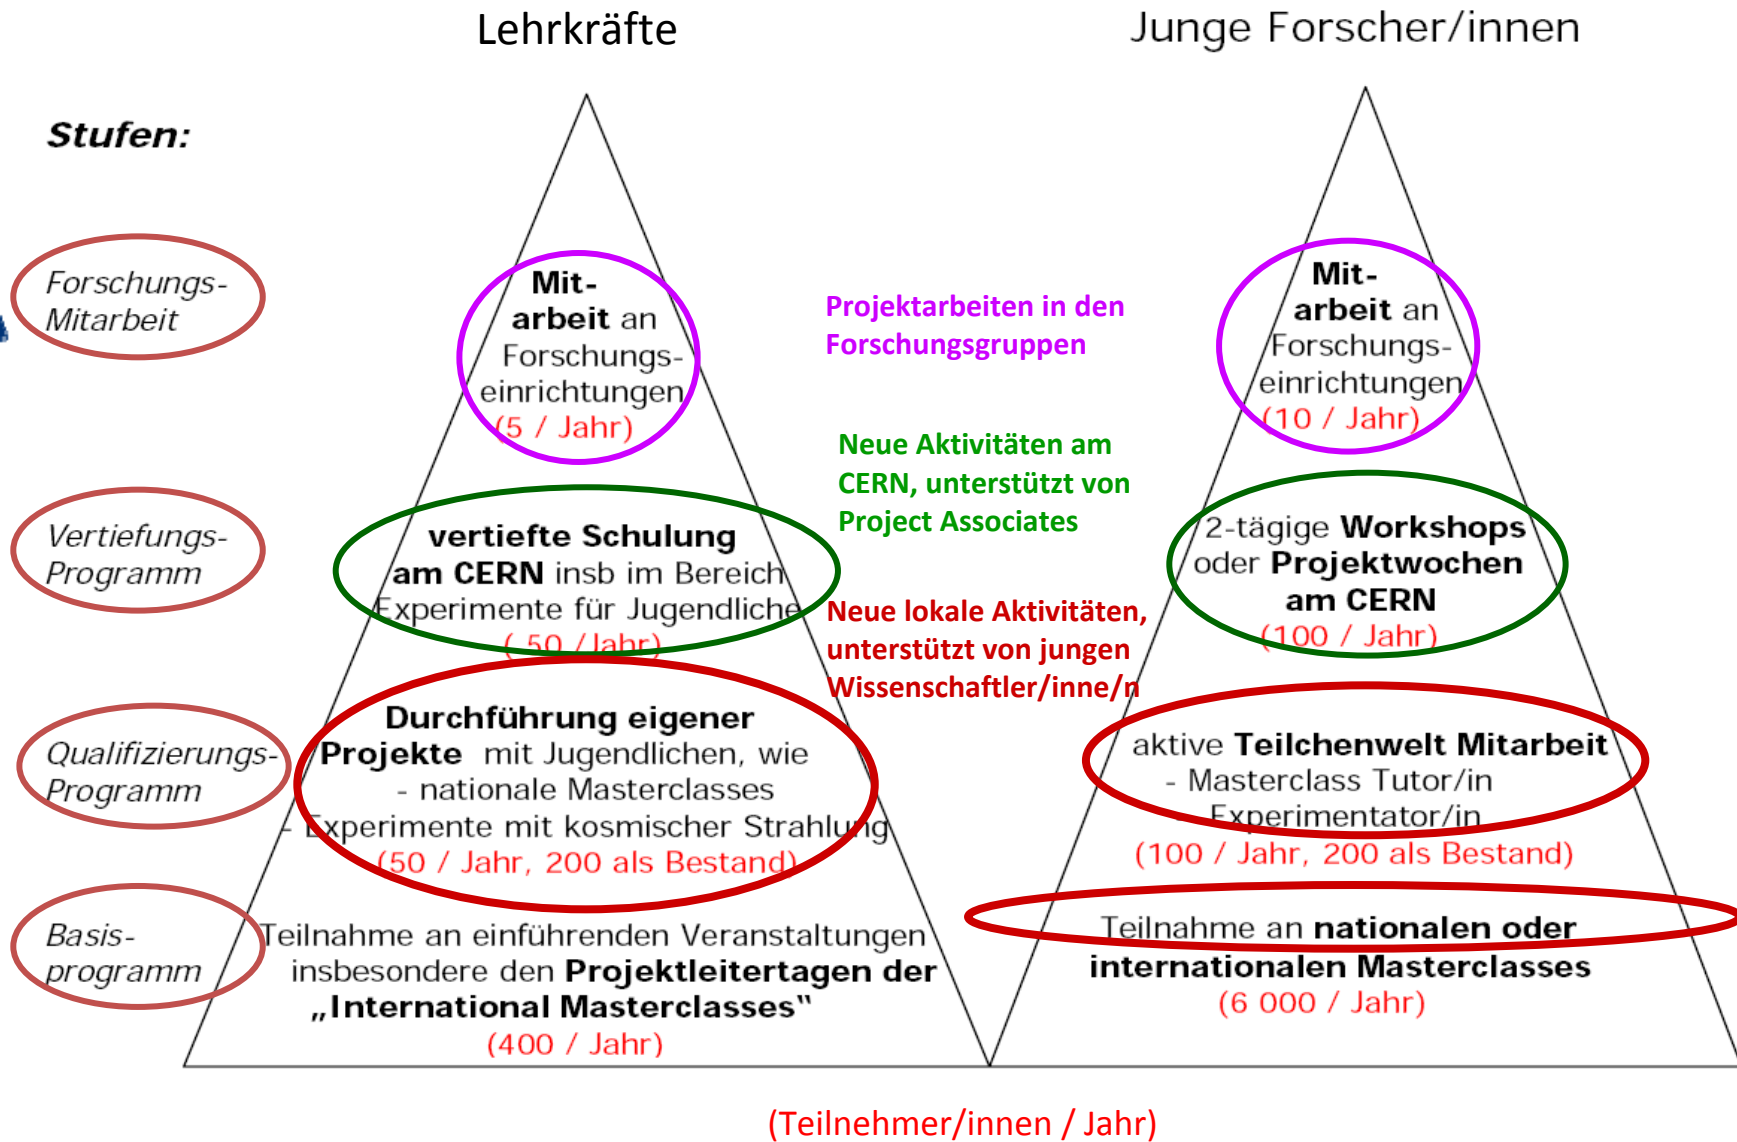 Lehrkräfte
Junge Forscher/innen
Stufen:
Forschungs-
Mitarbeit
Mit-
arbeit an
Forschungs-
einrichtungen
(5 / Jahr)
Projektarbeiten in den
Forschungsgruppen
Mit-
arbeit an
Forschungs-
einrichtungen
(10 / Jahr)
Neue Aktivitäten am
CERN, unterstützt von
Project Associates
Vertiefungs-
Programm
vertiefte Schulung
am CERN insb im Bereich
Experimente für Jugendliche
( 50 /Jahr)
2-tägige Workshops
oder Projektwochen
am CERN
(100 / Jahr)
Neue lokale Aktivitäten,
unterstützt von jungen
Wissenschaftler/inne/n
Qualifizierungs-
Programm
Durchführung eigener
Projekte mit Jugendlichen, wie
- nationale Masterclasses
- Experimente mit kosmischer Strahlung
(50 / Jahr, 200 als Bestand)
aktive Teilchenwelt Mitarbeit
- Masterclass Tutor/in
Experimentator/in
(100 / Jahr, 200 als Bestand)
Basis-
programm
Teilnahme an einführenden Veranstaltungen
insbesondere den Projektleitertagen der
„International Masterclasses“
(400 / Jahr)
Teilnahme an nationalen oder
internationalen Masterclasses
(6 000 / Jahr)
(Teilnehmer/innen / Jahr)